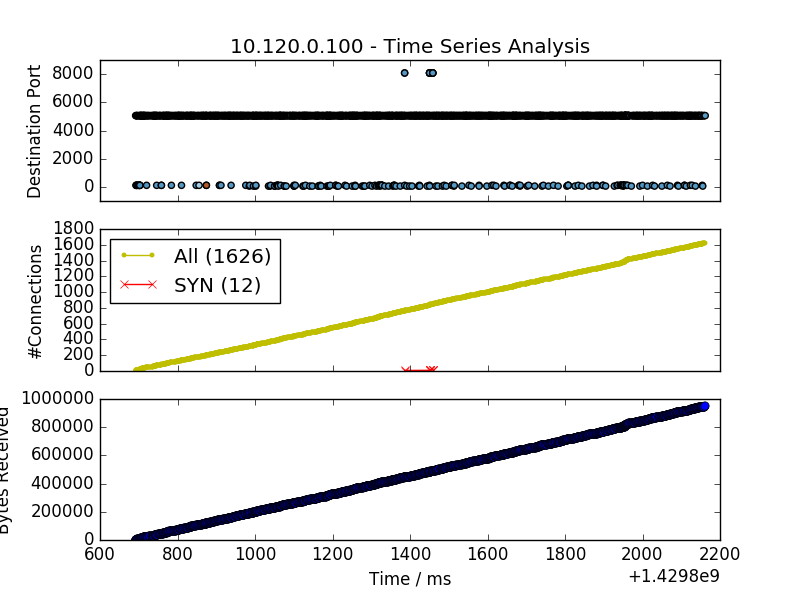 10.120.0.100 - Time Series Analysis
Destination Port
8000
6000
4000
2000
0
#Connections
1800
1600
1400
1200
1000
800
600
400
200
0
All (1626)
SYN (12)
Bytes Received
1000000
800000
600000
400000
200000
0
600 800 1000 1200 1400 1600 1800 2000 2200
Time / ms
+1.4298e9